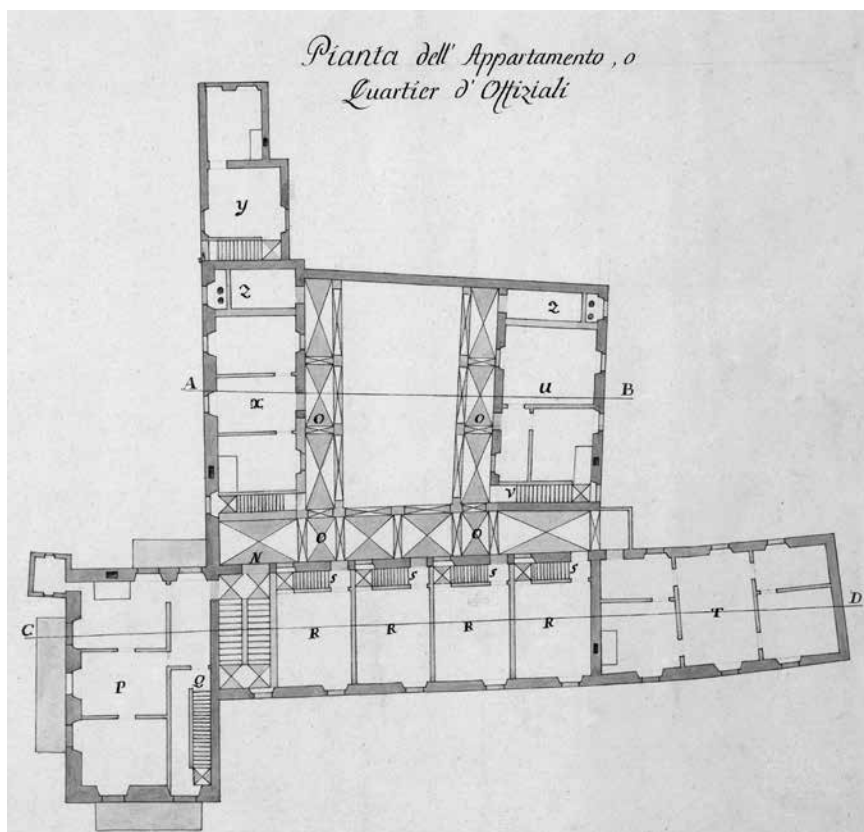 Pianta dell' Appartamento, o
Quartier d' Offiziali
y
Z
Z
A
x
u
B
O
O
V
N
O
O
S
S
S
S
C
P
Q
R
R
R
R
T
D